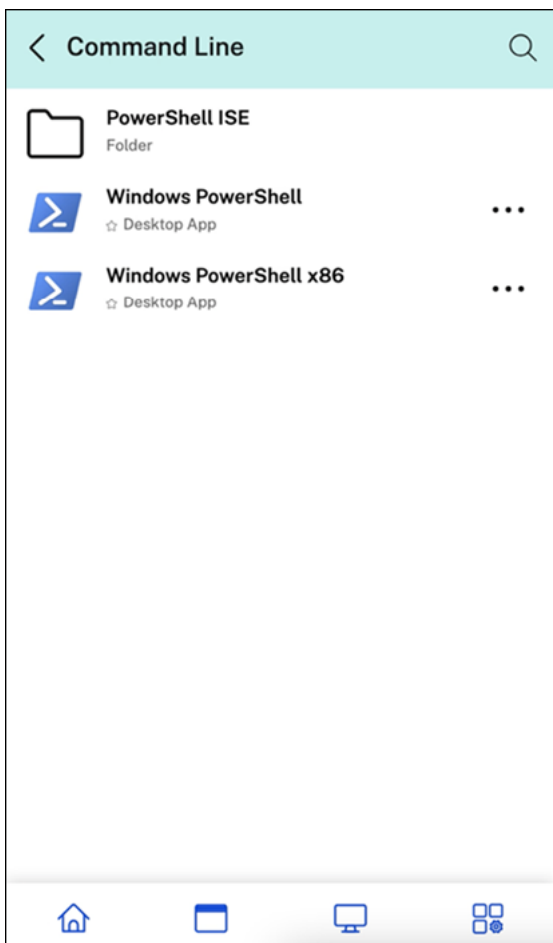 Command Line
PowerShell ISE
Folder
Windows PowerShell
Desktop App
Windows PowerShell x86
Desktop App